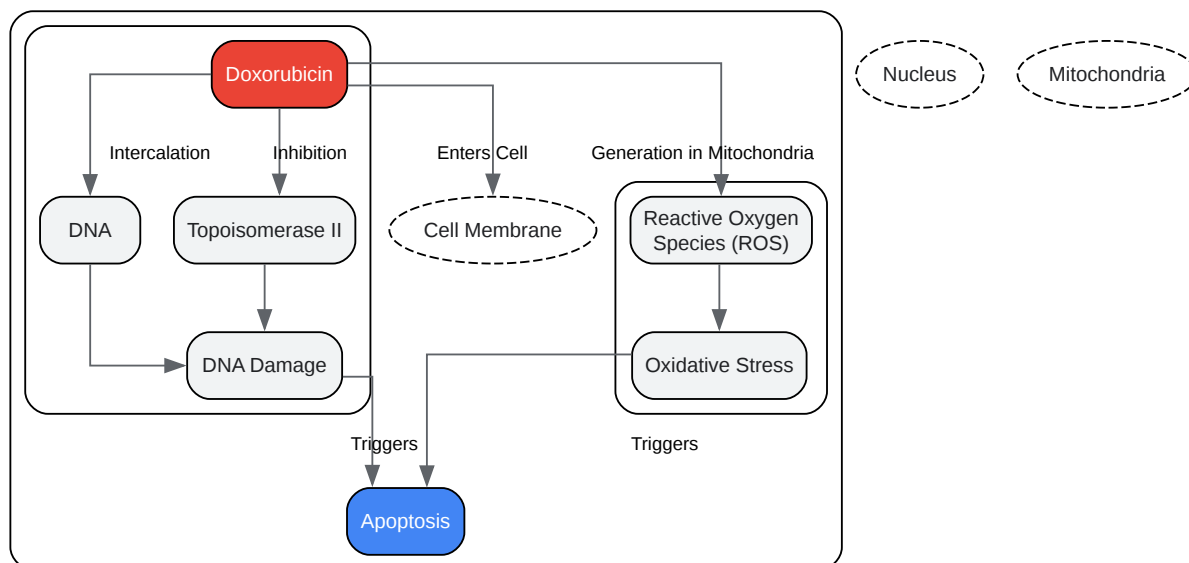 Doxorubicin
Nucleus
Mitochondria
Intercalation
Inhibition
Enters Cell
Generation in Mitochondria
DNA
Topoisomerase II
Cell Membrane
Reactive Oxygen
Species (ROS)
DNA Damage
Oxidative Stress
Triggers
Triggers
Apoptosis